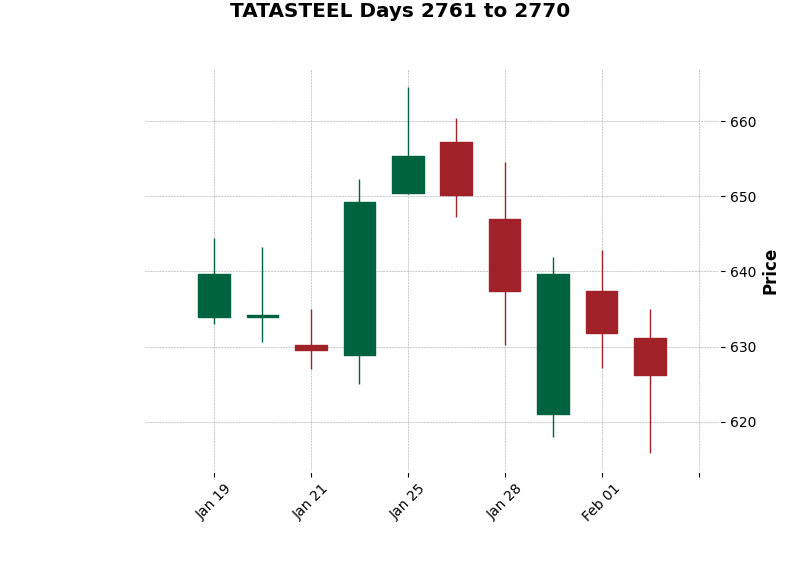 TATASTEEL Days 2761 to 2770
660
650
640
630
620
Price
Jan 19
Jan 21
Jan 25
Jan 28
Feb 01